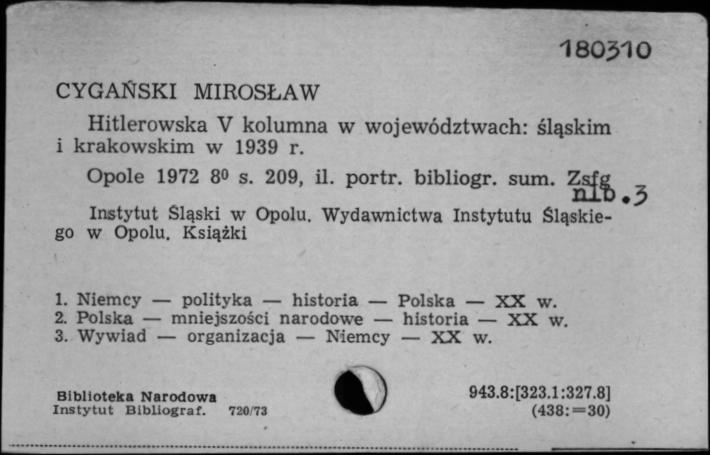 180310
CYGAŃSKI MIROSŁAW
Hitlerowska V kolumna w województwach: śląskim
i krakowskim w 1939 r.
Opole 1972 8⁰ s. 209, il. portr. bibliogr. sum. Zsfg
nlb.3
Instytut Śląski w Opolu. Wydawnictwa Instytutu Śląskie-
go w Opolu. Książki
1. Niemcy — polityka — historia — Polska — XX w.
2. Polska — mniejszości narodowe — historia — XX w.
3. Wywiad — organizacja — Niemcy — XX w.
Biblioteka Narodowa 943.8:[323.1:327.8]
Instytut Bibliograf. 720/73 (438:=30)